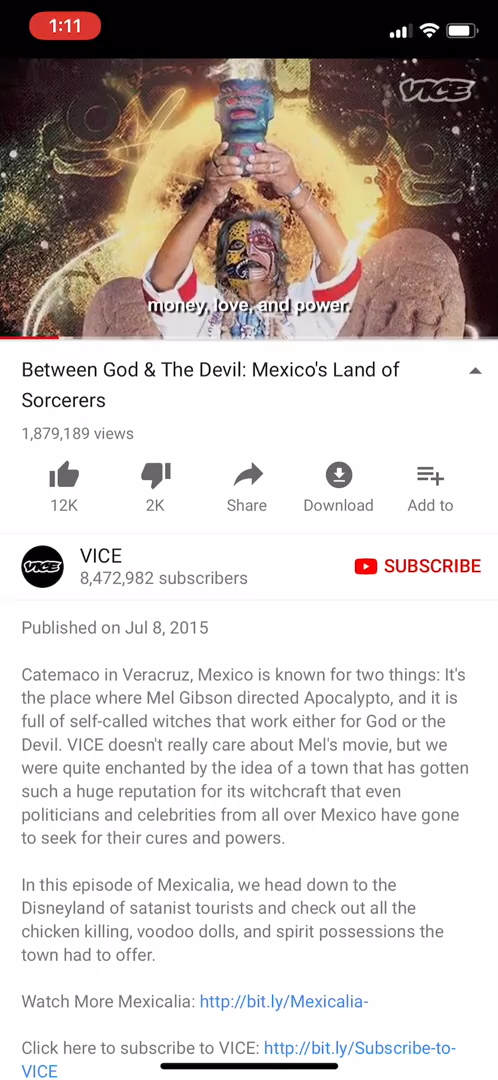 1:11
VICE
money, love, and power.
Between God & The Devil: Mexico's Land of
Sorcerers
1,879,189 views
12K
2K
Share
Download
Add to
VICE
VICE
8,472,982 subscribers
SUBSCRIBE
Published on Jul 8, 2015
Catemaco in Veracruz, Mexico is known for two things: It's
the place where Mel Gibson directed Apocalypto, and it is
full of self-called witches that work either for God or the
Devil. VICE doesn't really care about Mel's movie, but we
were quite enchanted by the idea of a town that has gotten
such a huge reputation for its witchcraft that even
politicians and celebrities from all over Mexico have gone
to seek for their cures and powers.
In this episode of Mexicalia, we head down to the
Disneyland of satanist tourists and check out all the
chicken killing, voodoo dolls, and spirit possessions the
town had to offer.
Watch More Mexicalia: http://bit.ly/Mexicalia-
Click here to subscribe to VICE: http://bit.ly/Subscribe-to-
VICE